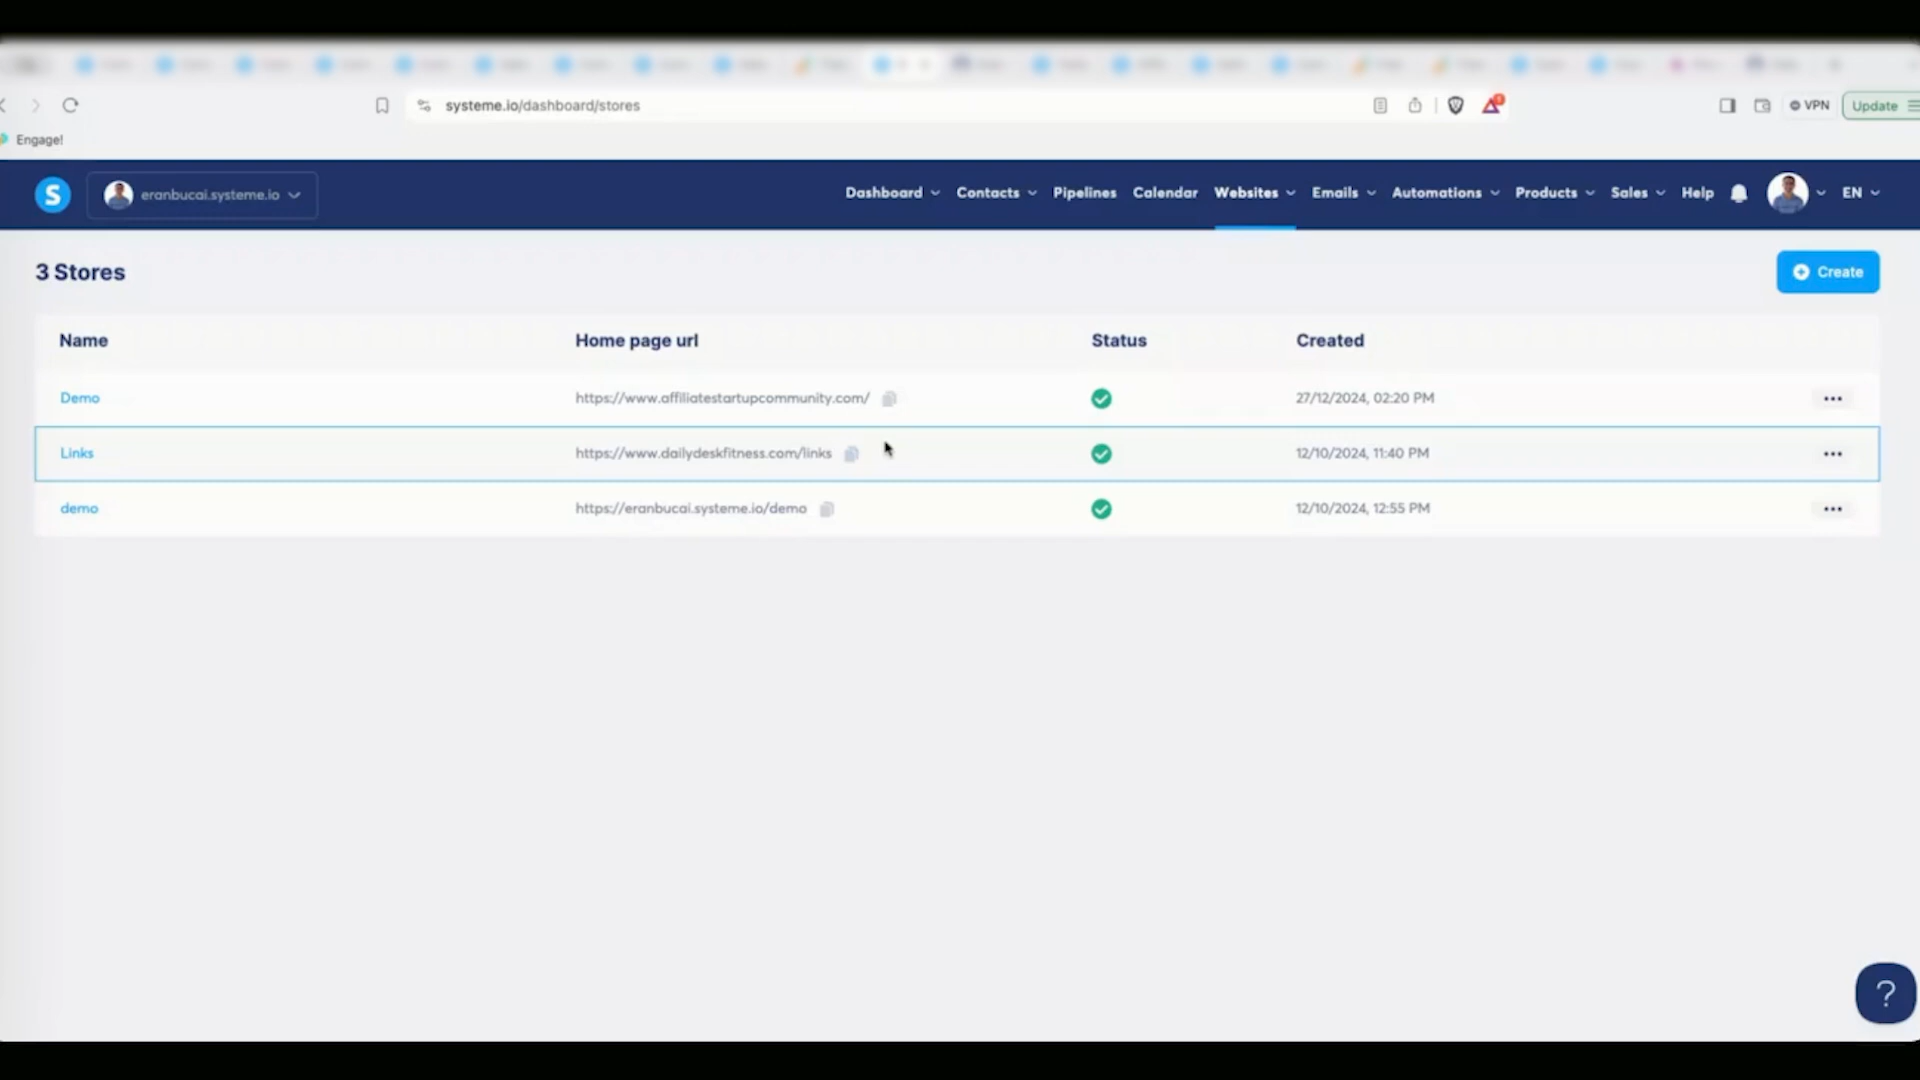 systeme.io/dashboard/stores
VPN
Update
Engage!
S
eranbucai.systeme.io
Dashboard
Contacts
Pipelines
Calendar
Websites
Emails
Automations
Products
Sales
Help
EN
3 Stores
Create
Name
Home page url
Status
Created
Demo
https://www.affiliatestartupcommunity.com/
27/12/2024, 02:20 PM
Links
https://www.dailydeskfitness.com/links
12/10/2024, 11:40 PM
demo
https://eranbucai.systeme.io/demo
12/10/2024, 12:55 PM
?